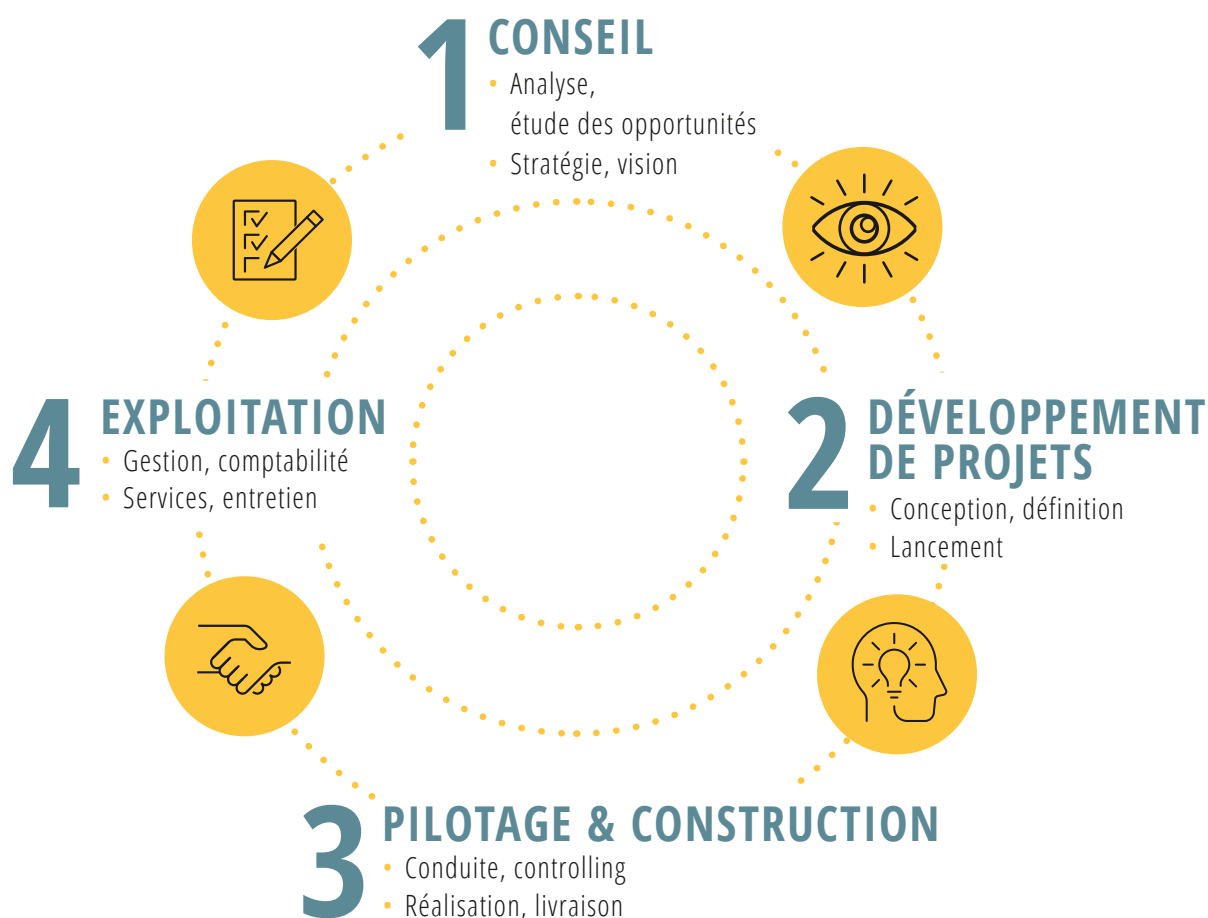 1 CONSEIL
• Analyse,
étude des opportunités
• Stratégie, vision
2 DÉVELOPPEMENT
DE PROJETS
• Conception, définition
• Lancement
3 PILOTAGE & CONSTRUCTION
• Conduite, controlling
• Réalisation, livraison
4 EXPLOITATION
• Gestion, comptabilité
• Services, entretien